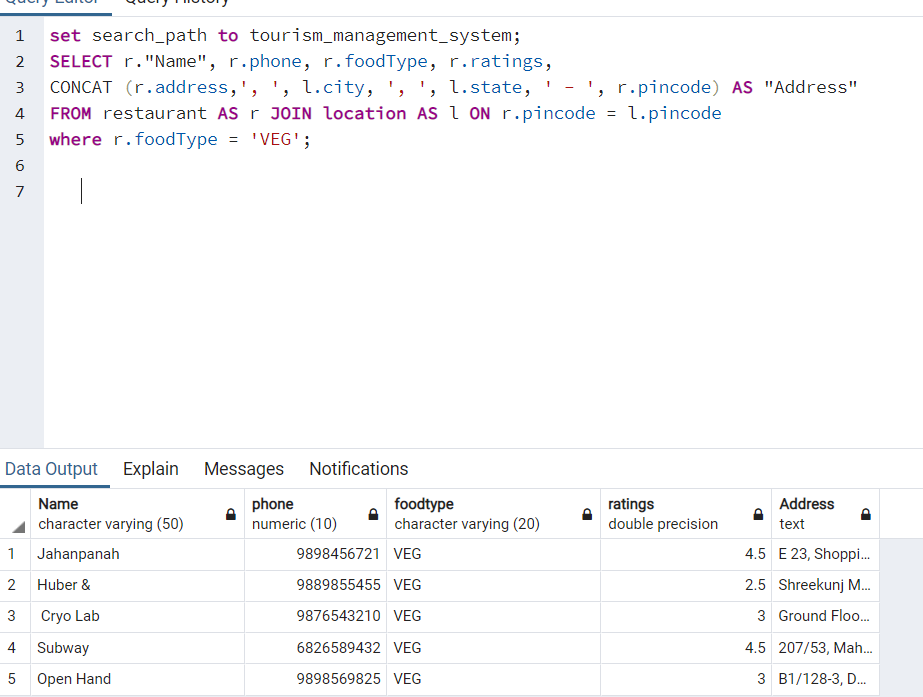 Query Editor Query History
1 set search_path to tourism_management_system;
2 SELECT r."Name", r.phone, r.foodType, r.ratings,
3 CONCAT (r.address,', ', l.city, ', ', l.state, ' - ', r.pincode) AS "Address"
4 FROM restaurant AS r JOIN location AS l ON r.pincode = l.pincode
5 where r.foodType = 'VEG';
6
7
Data Output Explain Messages Notifications
Name phone foodtype ratings Address
character varying (50) numeric (10) character varying (20) double precision text
1 Jahanpanah 9898456721 VEG 4.5 E 23, Shoppi...
2 Huber & 9889855455 VEG 2.5 Shreekunj M...
3 Cryo Lab 9876543210 VEG 3 Ground Floo...
4 Subway 6826589432 VEG 4.5 207/53, Mah...
5 Open Hand 9898569825 VEG 3 B1/128-3, D...